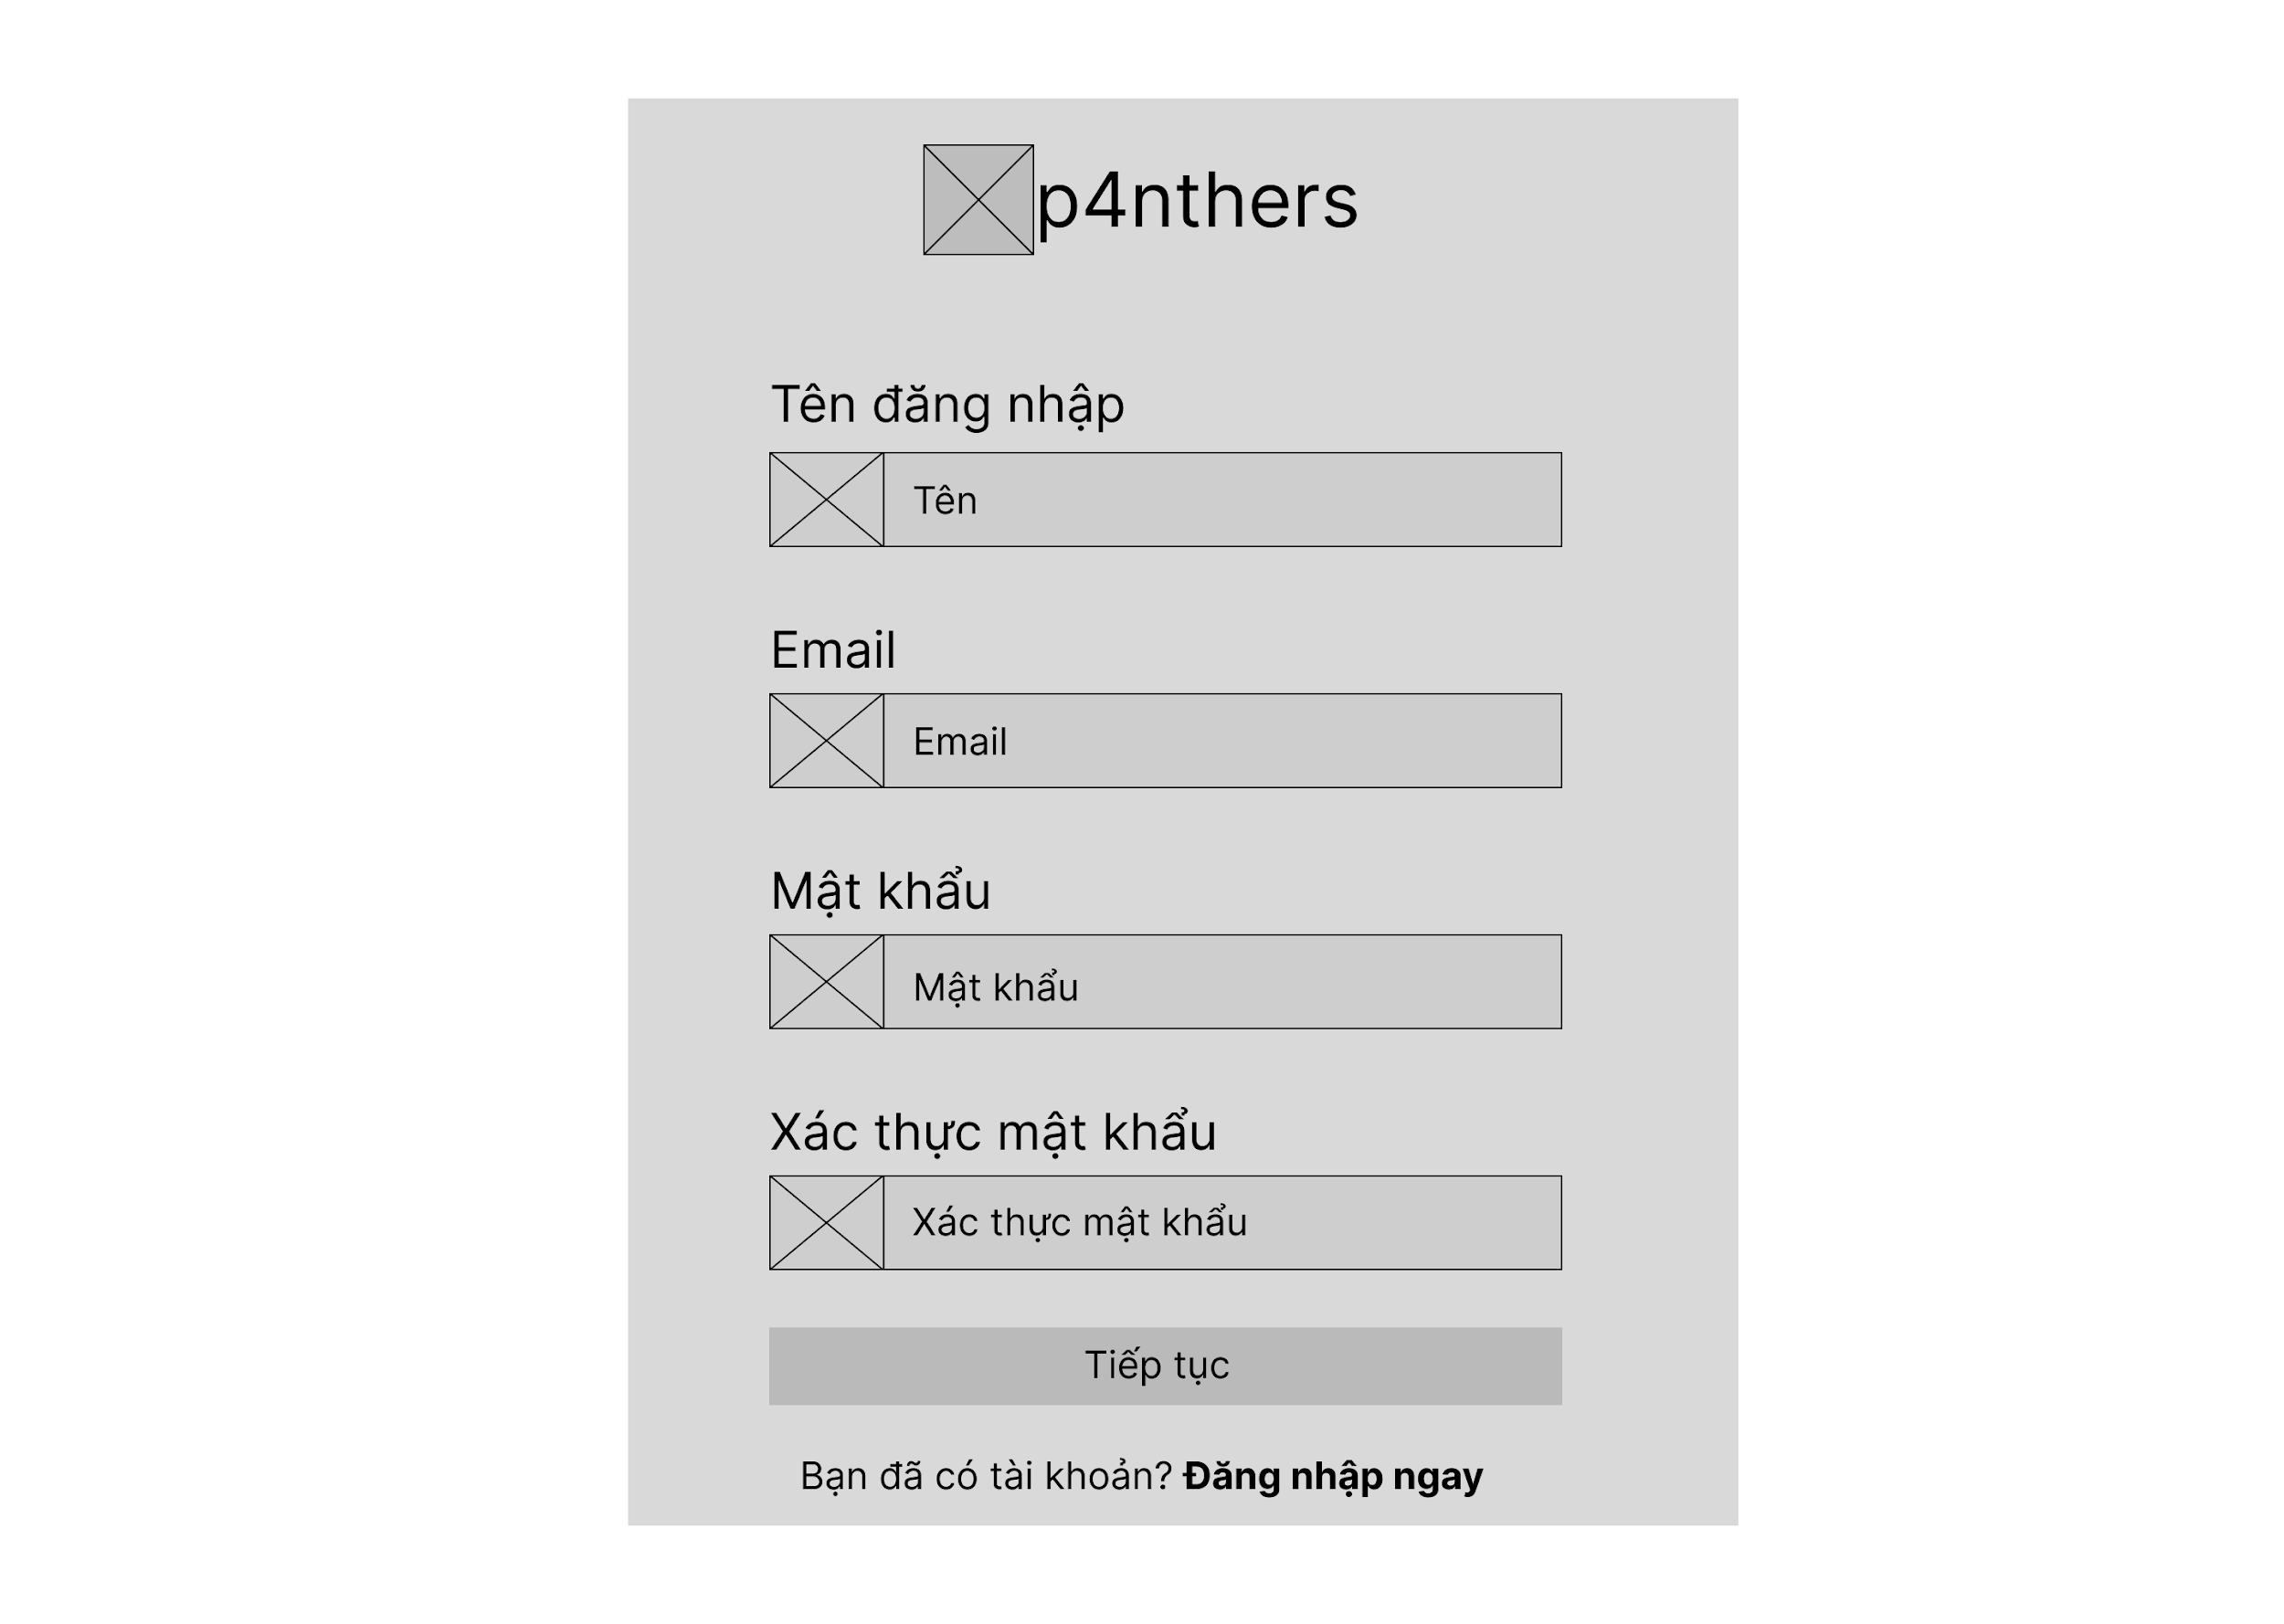 p4nthers
Tên đăng nhập
Tên
Email
Email
Mật khẩu
Mật khẩu
Xác thực mật khẩu
Xác thực mật khẩu
Tiếp tục
Bạn đã có tài khoản? Đăng nhập ngay